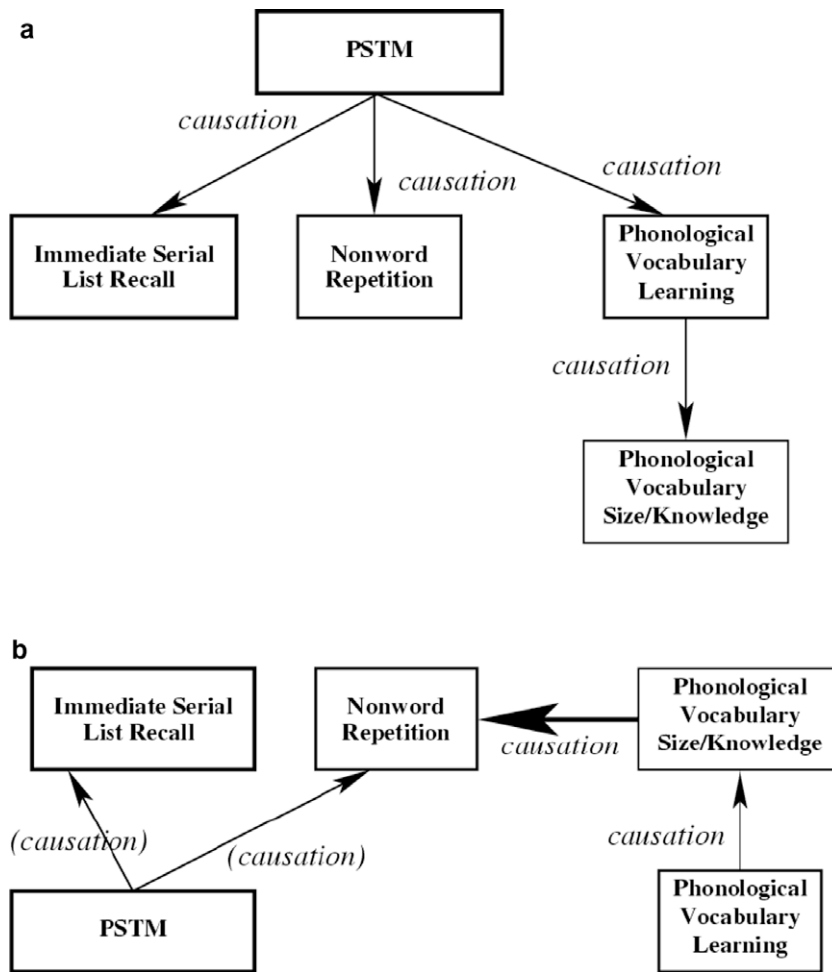 a
PSTM
causation
causation
causation
Immediate Serial
List Recall
Nonword
Repetition
Phonological
Vocabulary
Learning
causation
Phonological
Vocabulary
Size/Knowledge
b
Immediate Serial
List Recall
Nonword
Repetition
causation
Phonological
Vocabulary
Size/Knowledge
(causation)
(causation)
causation
PSTM
Phonological
Vocabulary
Learning